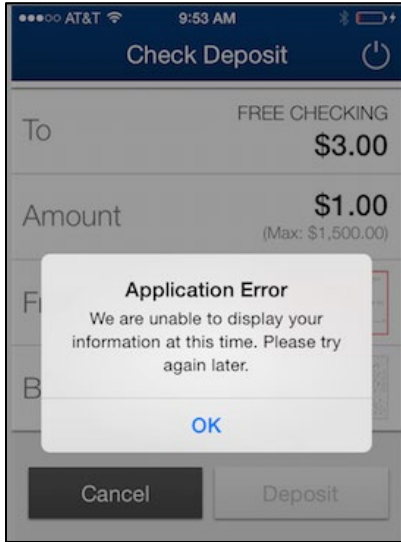 AT&T 9:53 AM
Check Deposit
To FREE CHECKING
$3.00
Amount $1.00
(Max: $1,500.00)
Application Error
We are unable to display your
information at this time. Please try
again later.
OK
Cancel Deposit